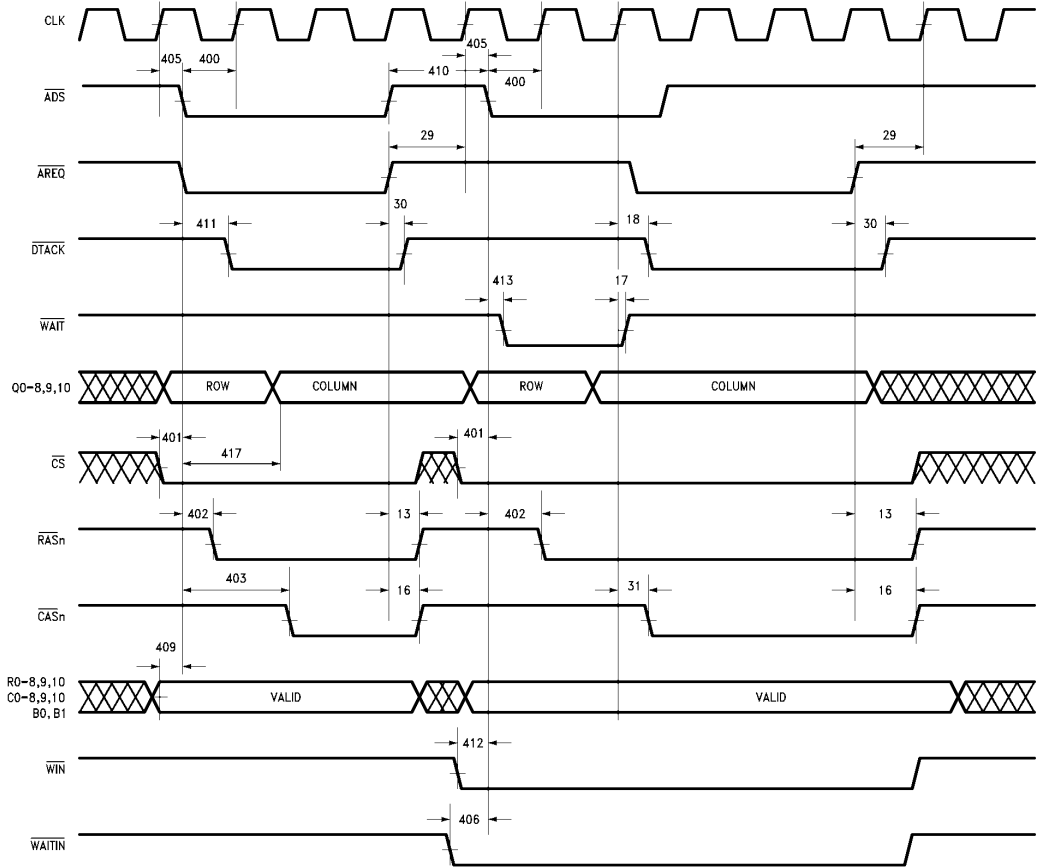 CLK
405
405 400
410 400
ADS
29 29
AREQ
30
411 18 30
DTACK
413 17
WAIT
Q0-8,9,10 ROW COLUMN ROW COLUMN
401 401
417
CS
402 13 402 13
RASn
403 16 31 16
CASn
409
R0-8,9,10
C0-8,9,10 VALID VALID
B0,B1
412
WIN
406
WAITIN